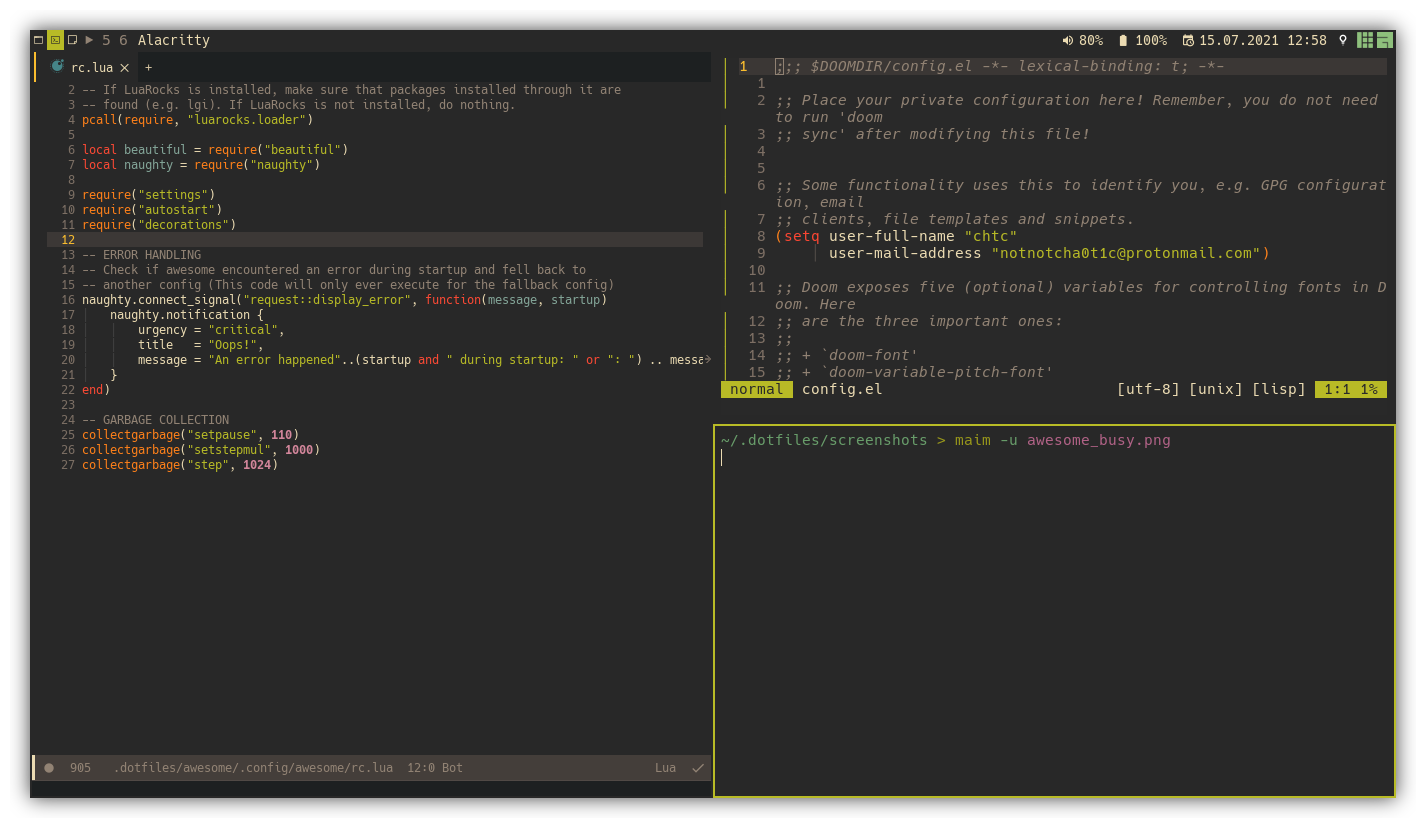 5 6 Alacritty
80% 100% 15.07.2021 12:58
rc.lua × +
2 -- If LuaRocks is installed, make sure that packages installed through it are
3 -- found (e.g. lgi). If LuaRocks is not installed, do nothing.
4 pcall(require, "luarocks.loader")
5
6 local beautiful = require("beautiful")
7 local naughty = require("naughty")
8
9 require("settings")
10 require("autostart")
11 require("decorations")
12
13 -- ERROR HANDLING
14 -- Check if awesome encountered an error during startup and fell back to
15 -- another config (This code will only ever execute for the fallback config)
16 naughty.connect_signal("request::display_error", function(message, startup)
17     naughty.notification {
18         urgency = "critical",
19         title   = "Oops!",
20         message = "An error happened"..(startup and " during startup: " or ": ") .. messa
21     }
22 end)
23
24 -- GARBAGE COLLECTION
25 collectgarbage("setpause", 110)
26 collectgarbage("setstepmul", 1000)
27 collectgarbage("step", 1024)
905 .dotfiles/awesome/.config/awesome/rc.lua 12:0 Bot Lua
1 ;;; $DOOMDIR/config.el -*- lexical-binding: t; -*-
1
2 ;; Place your private configuration here! Remember, you do not need
to run 'doom
3 ;; sync' after modifying this file!
4
5
6 ;; Some functionality uses this to identify you, e.g. GPG configurat
ion, email
7 ;; clients, file templates and snippets.
8 (setq user-full-name "chtc"
9       user-mail-address "notnotcha0t1c@protonmail.com")
10
11 ;; Doom exposes five (optional) variables for controlling fonts in D
oom. Here
12 ;; are the three important ones:
13 ;;
14 ;; + `doom-font'
15 ;; + `doom-variable-pitch-font'
normal config.el [utf-8] [unix] [lisp] 1:1 1%
~/.dotfiles/screenshots > maim -u awesome_busy.png